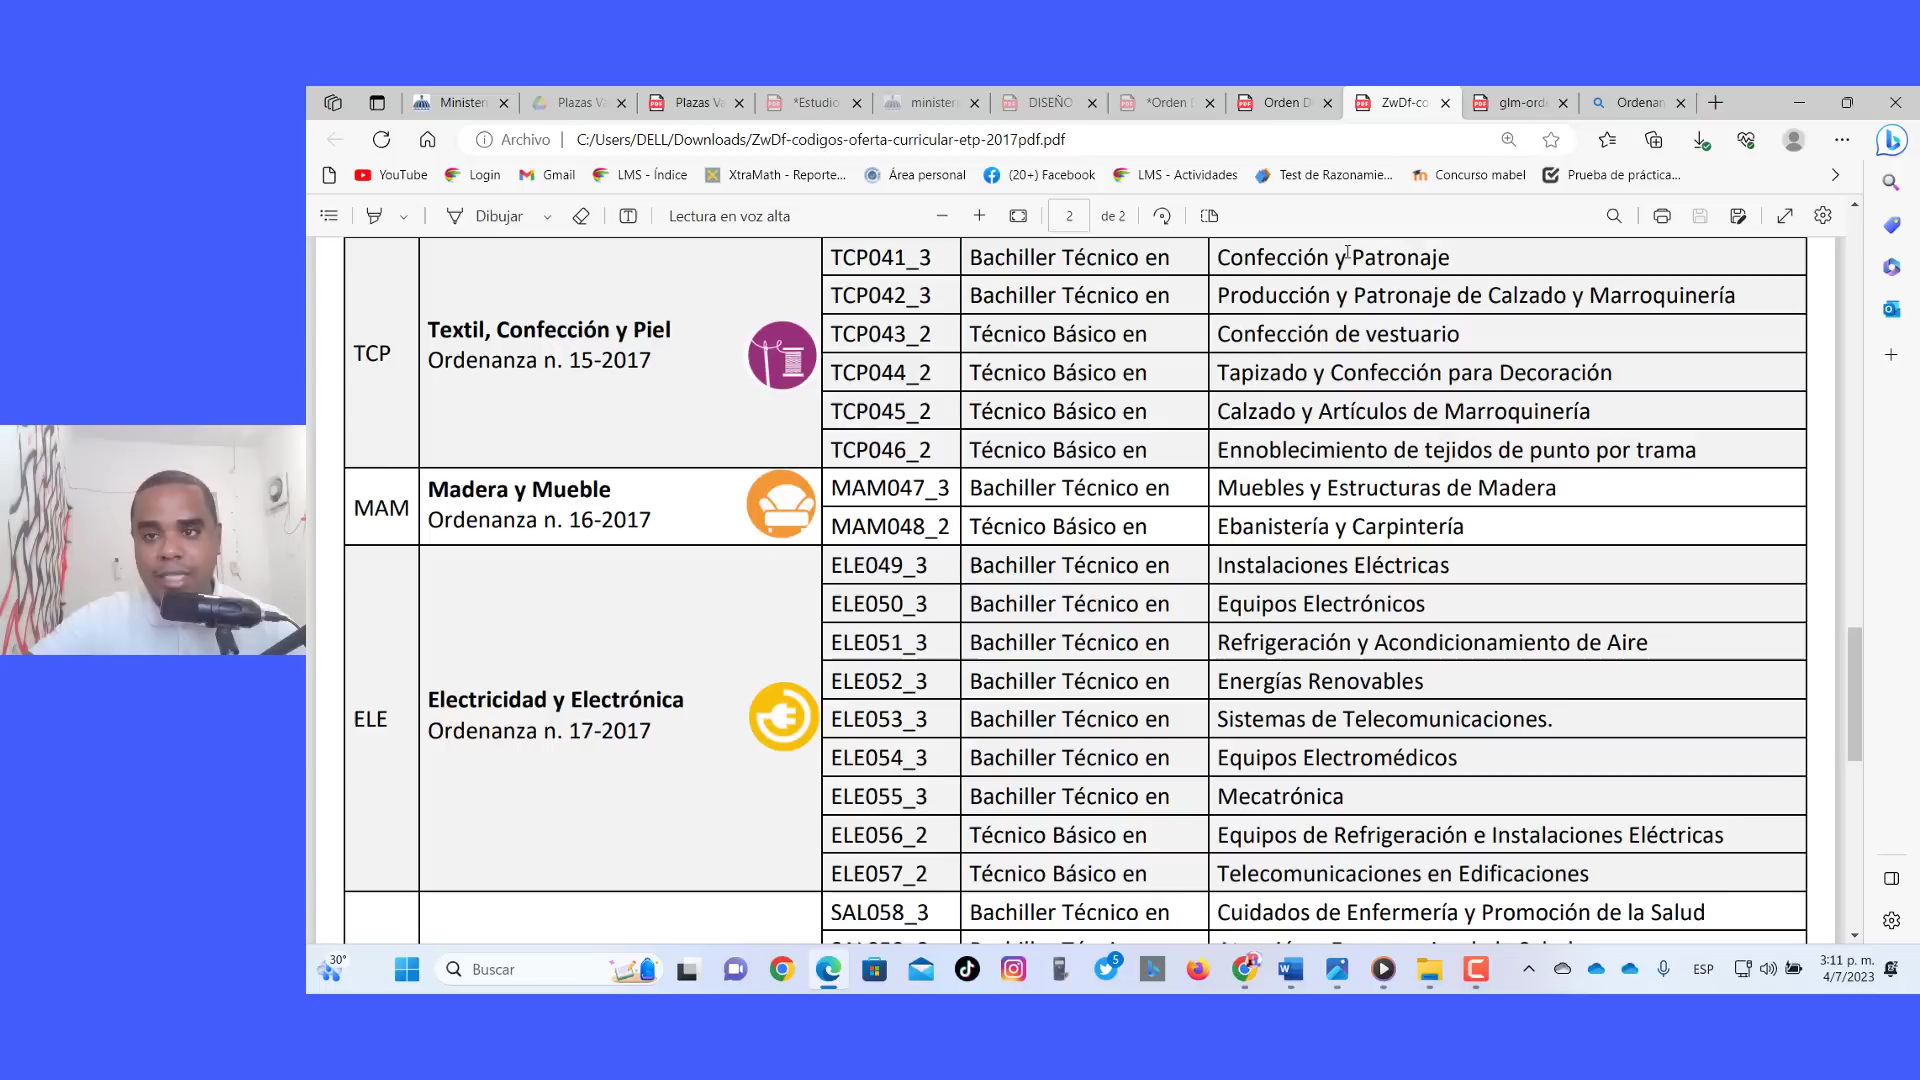 Minister
Plazas Va
Plazas Va
*Estudio
minister
DISEÑO
*Orden D
Orden D
ZwDf-co
glm-ord
Ordenan
Archivo C:/Users/DELL/Downloads/ZwDf-codigos-oferta-curricular-etp-2017pdf.pdf
YouTube
Login
Gmail
LMS - Índice
XtraMath - Reporte...
Área personal
(20+) Facebook
LMS - Actividades
Test de Razonamie...
Concurso mabel
Prueba de práctica...
Dibujar
Lectura en voz alta
2 de 2
TCP
Textil, Confección y Piel
Ordenanza n. 15-2017
TCP041_3 Bachiller Técnico en Confección y Patronaje
TCP042_3 Bachiller Técnico en Producción y Patronaje de Calzado y Marroquinería
TCP043_2 Técnico Básico en Confección de vestuario
TCP044_2 Técnico Básico en Tapizado y Confección para Decoración
TCP045_2 Técnico Básico en Calzado y Artículos de Marroquinería
TCP046_2 Técnico Básico en Ennoblecimiento de tejidos de punto por trama
MAM
Madera y Mueble
Ordenanza n. 16-2017
MAM047_3 Bachiller Técnico en Muebles y Estructuras de Madera
MAM048_2 Técnico Básico en Ebanistería y Carpintería
ELE
Electricidad y Electrónica
Ordenanza n. 17-2017
ELE049_3 Bachiller Técnico en Instalaciones Eléctricas
ELE050_3 Bachiller Técnico en Equipos Electrónicos
ELE051_3 Bachiller Técnico en Refrigeración y Acondicionamiento de Aire
ELE052_3 Bachiller Técnico en Energías Renovables
ELE053_3 Bachiller Técnico en Sistemas de Telecomunicaciones.
ELE054_3 Bachiller Técnico en Equipos Electromédicos
ELE055_3 Bachiller Técnico en Mecatrónica
ELE056_2 Técnico Básico en Equipos de Refrigeración e Instalaciones Eléctricas
ELE057_2 Técnico Básico en Telecomunicaciones en Edificaciones
SAL058_3 Bachiller Técnico en Cuidados de Enfermería y Promoción de la Salud
30°
Buscar
5
ESP
3:11 p. m.
4/7/2023